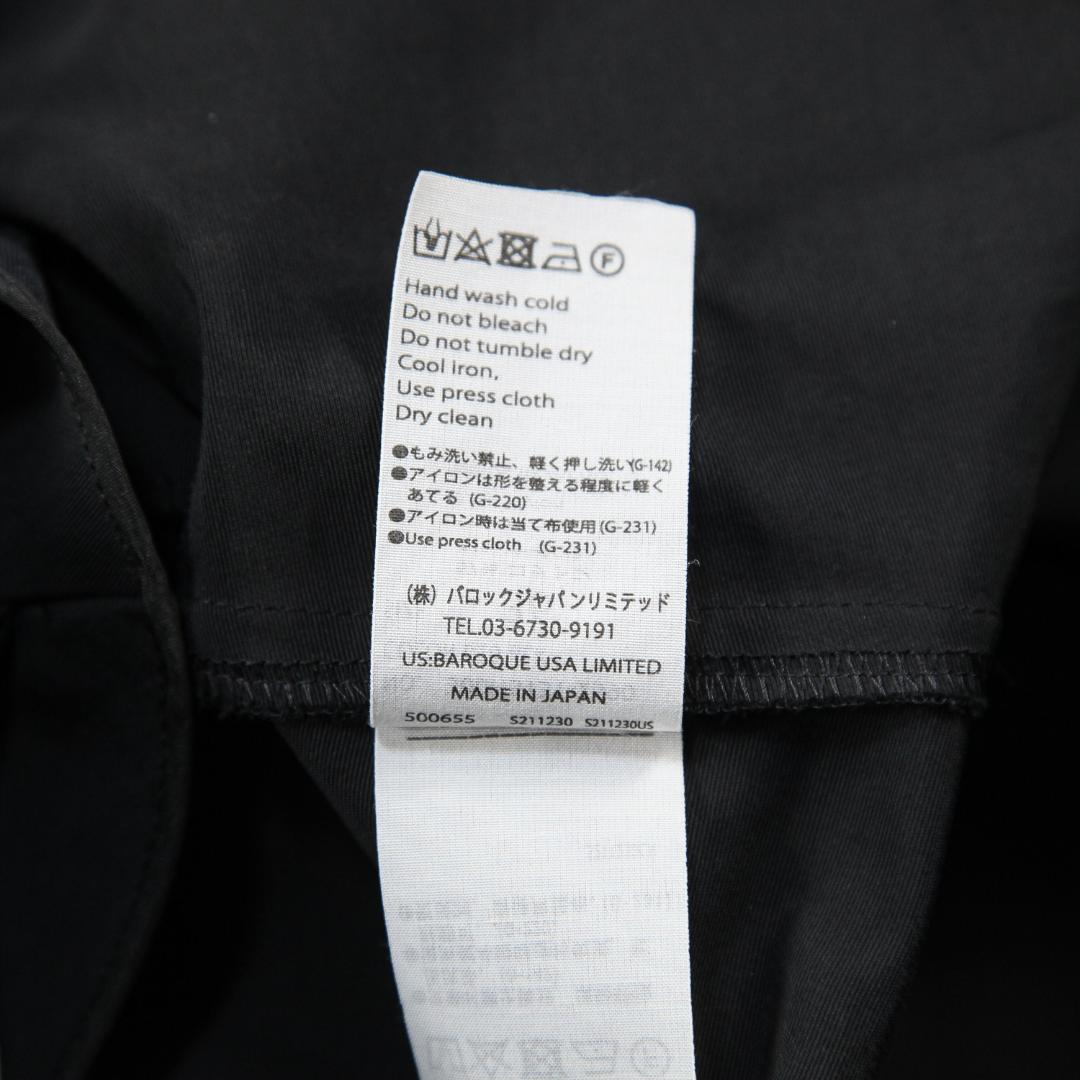 F
Hand wash cold
Do not bleach
Do not tumble dry
Cool iron,
Use press cloth
Dry clean
●もみ洗い禁止、軽く押し洗い(G-142)
●アイロンは形を整える程度に軽く
あてる (G-220)
●アイロン時は当て布使用(G-231)
●Use press cloth (G-231)
(株) バロックジャパンリミテッド
TEL.03-6730-9191
US:BAROQUE USA LIMITED
MADE IN JAPAN
500655 S211230 S211230US